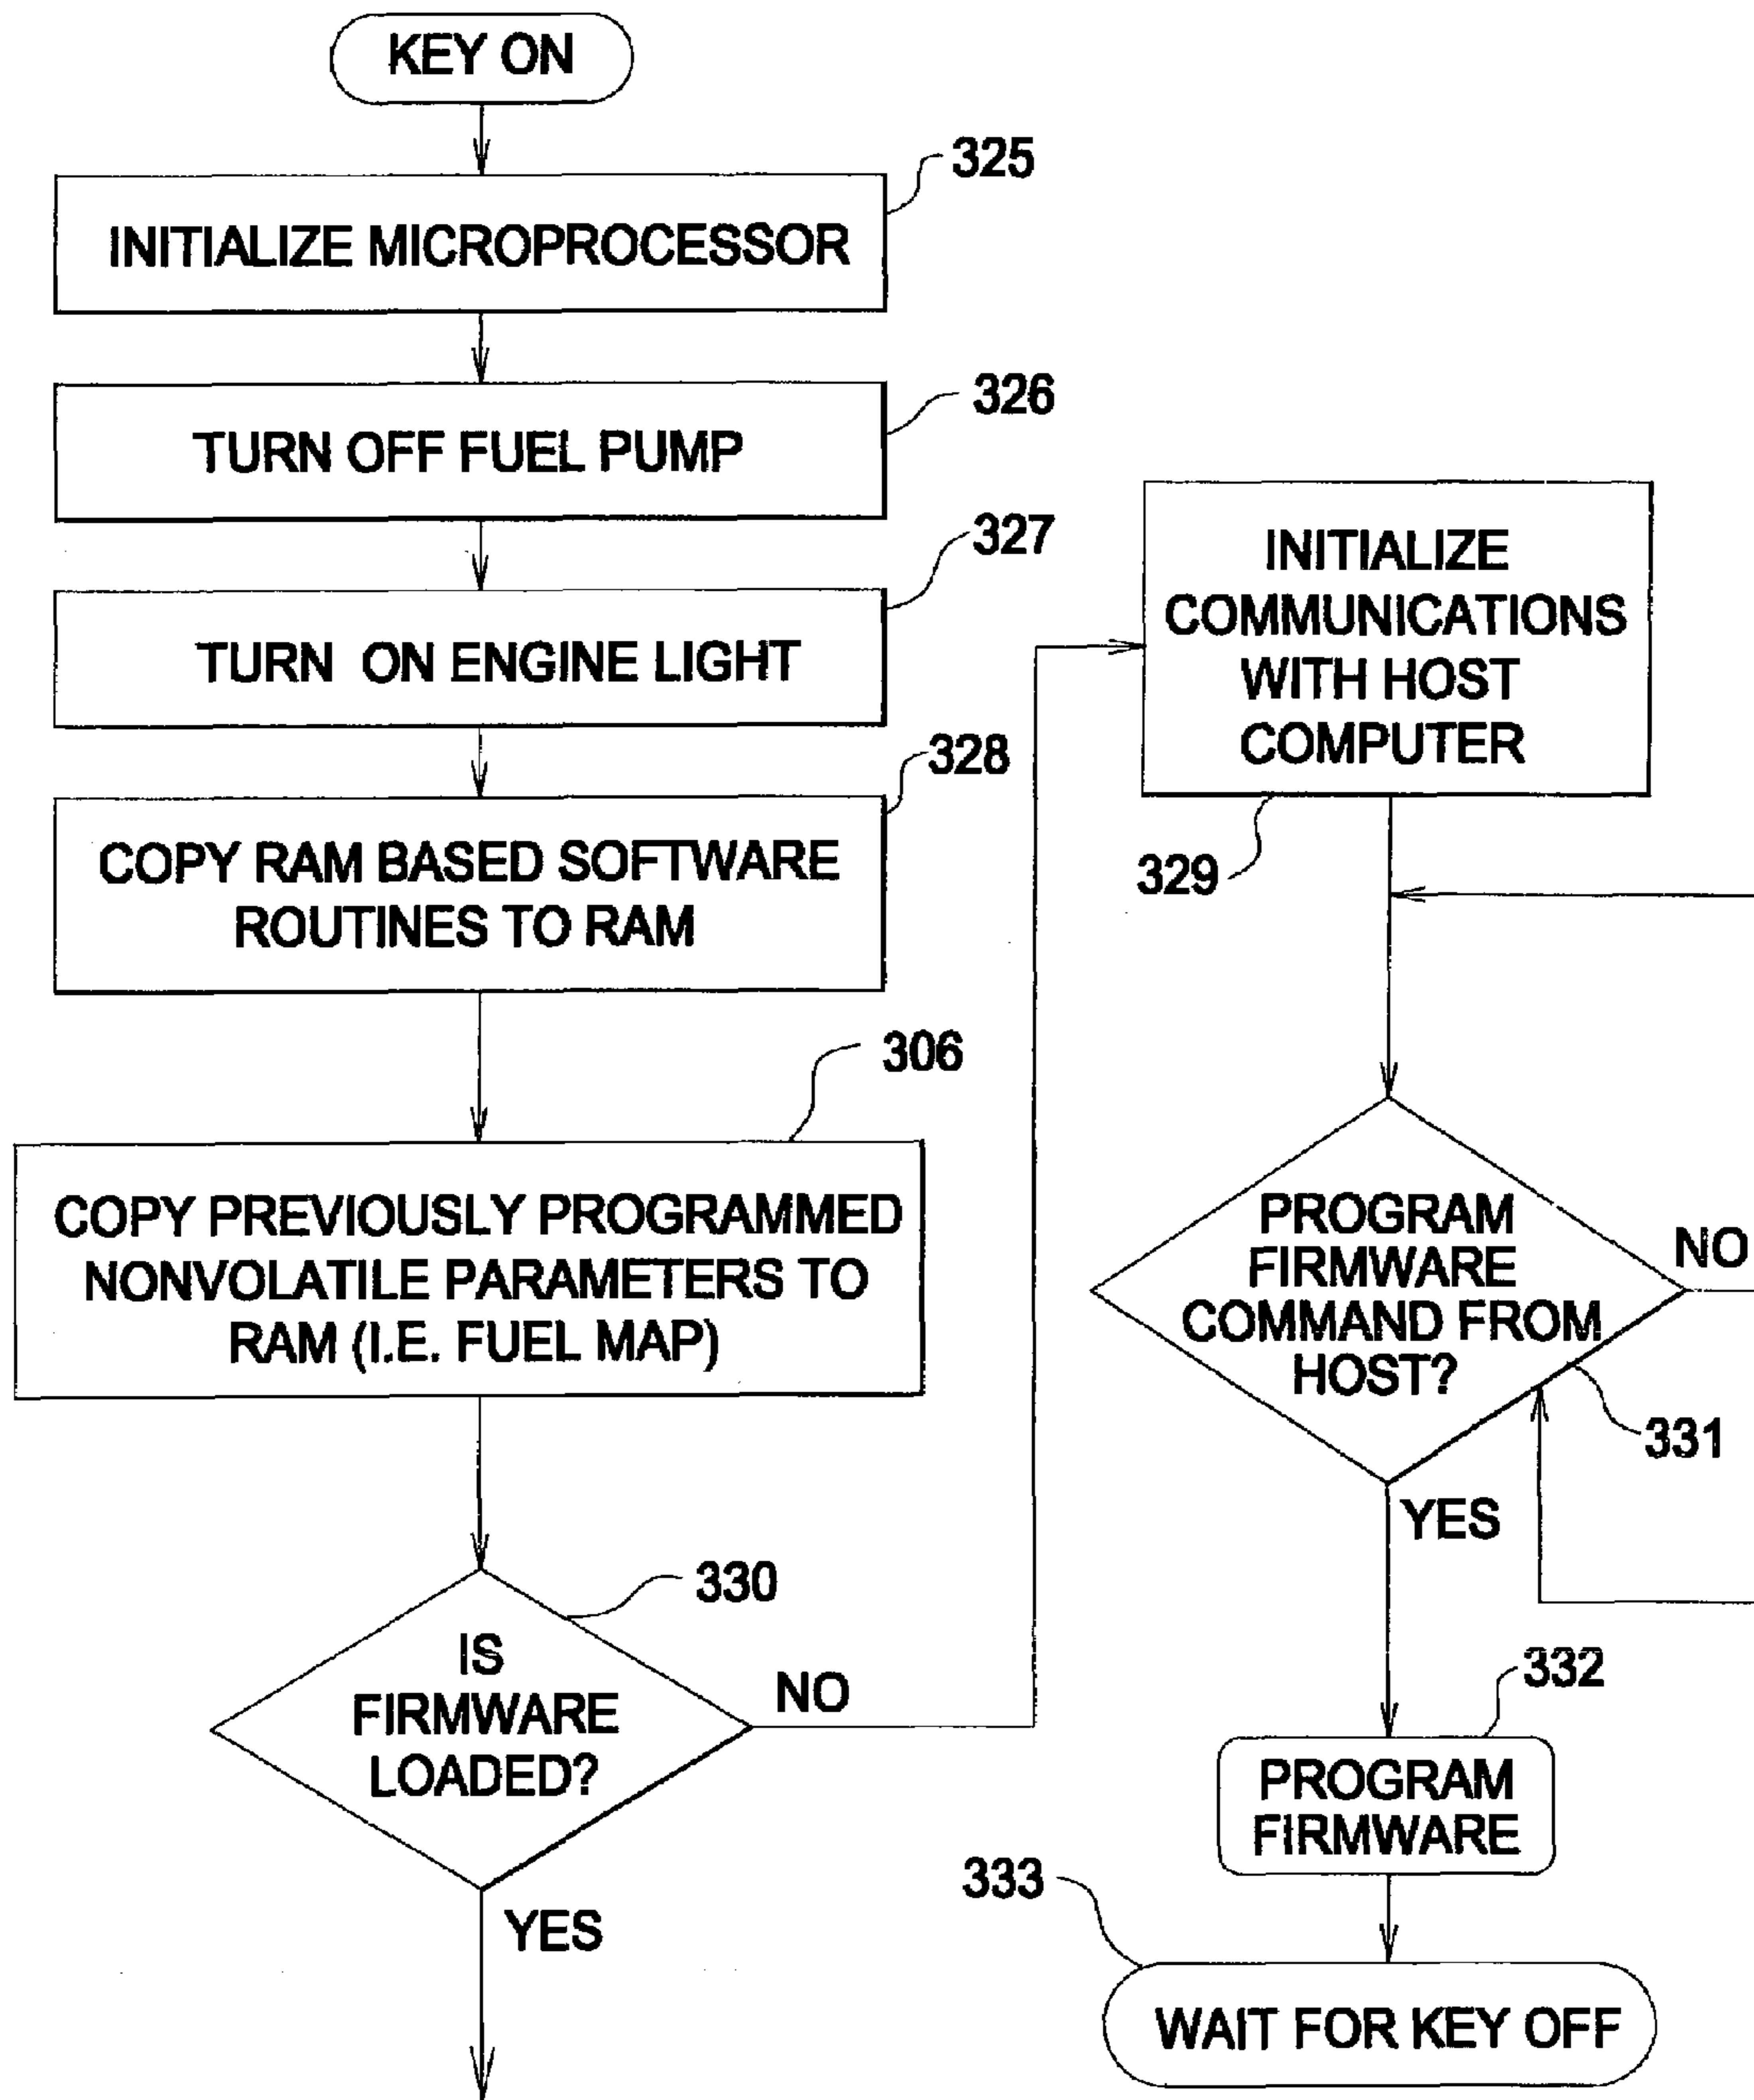 KEY ON
325
INITIALIZE MICROPROCESSOR
326
TURN OFF FUEL PUMP
327
TURN ON ENGINE LIGHT
328
COPY RAM BASED SOFTWARE
ROUTINES TO RAM
306
COPY PREVIOUSLY PROGRAMMED
NONVOLATILE PARAMETERS TO
RAM (I.E. FUEL MAP)
330
IS
FIRMWARE
LOADED?
NO
YES
INITIALIZE
COMMUNICATIONS
WITH HOST
COMPUTER
329
PROGRAM
FIRMWARE
COMMAND FROM
HOST?
NO
331
YES
332
PROGRAM
FIRMWARE
333
WAIT FOR KEY OFF